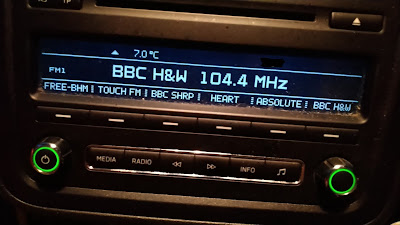 TP
7.0 °C
FM1
BBC H&W 104.4 MHz
FREE-BHM TOUCH FM BBC SHRP HEART ABSOLUTE BBC H&W
MEDIA RADIO INFO